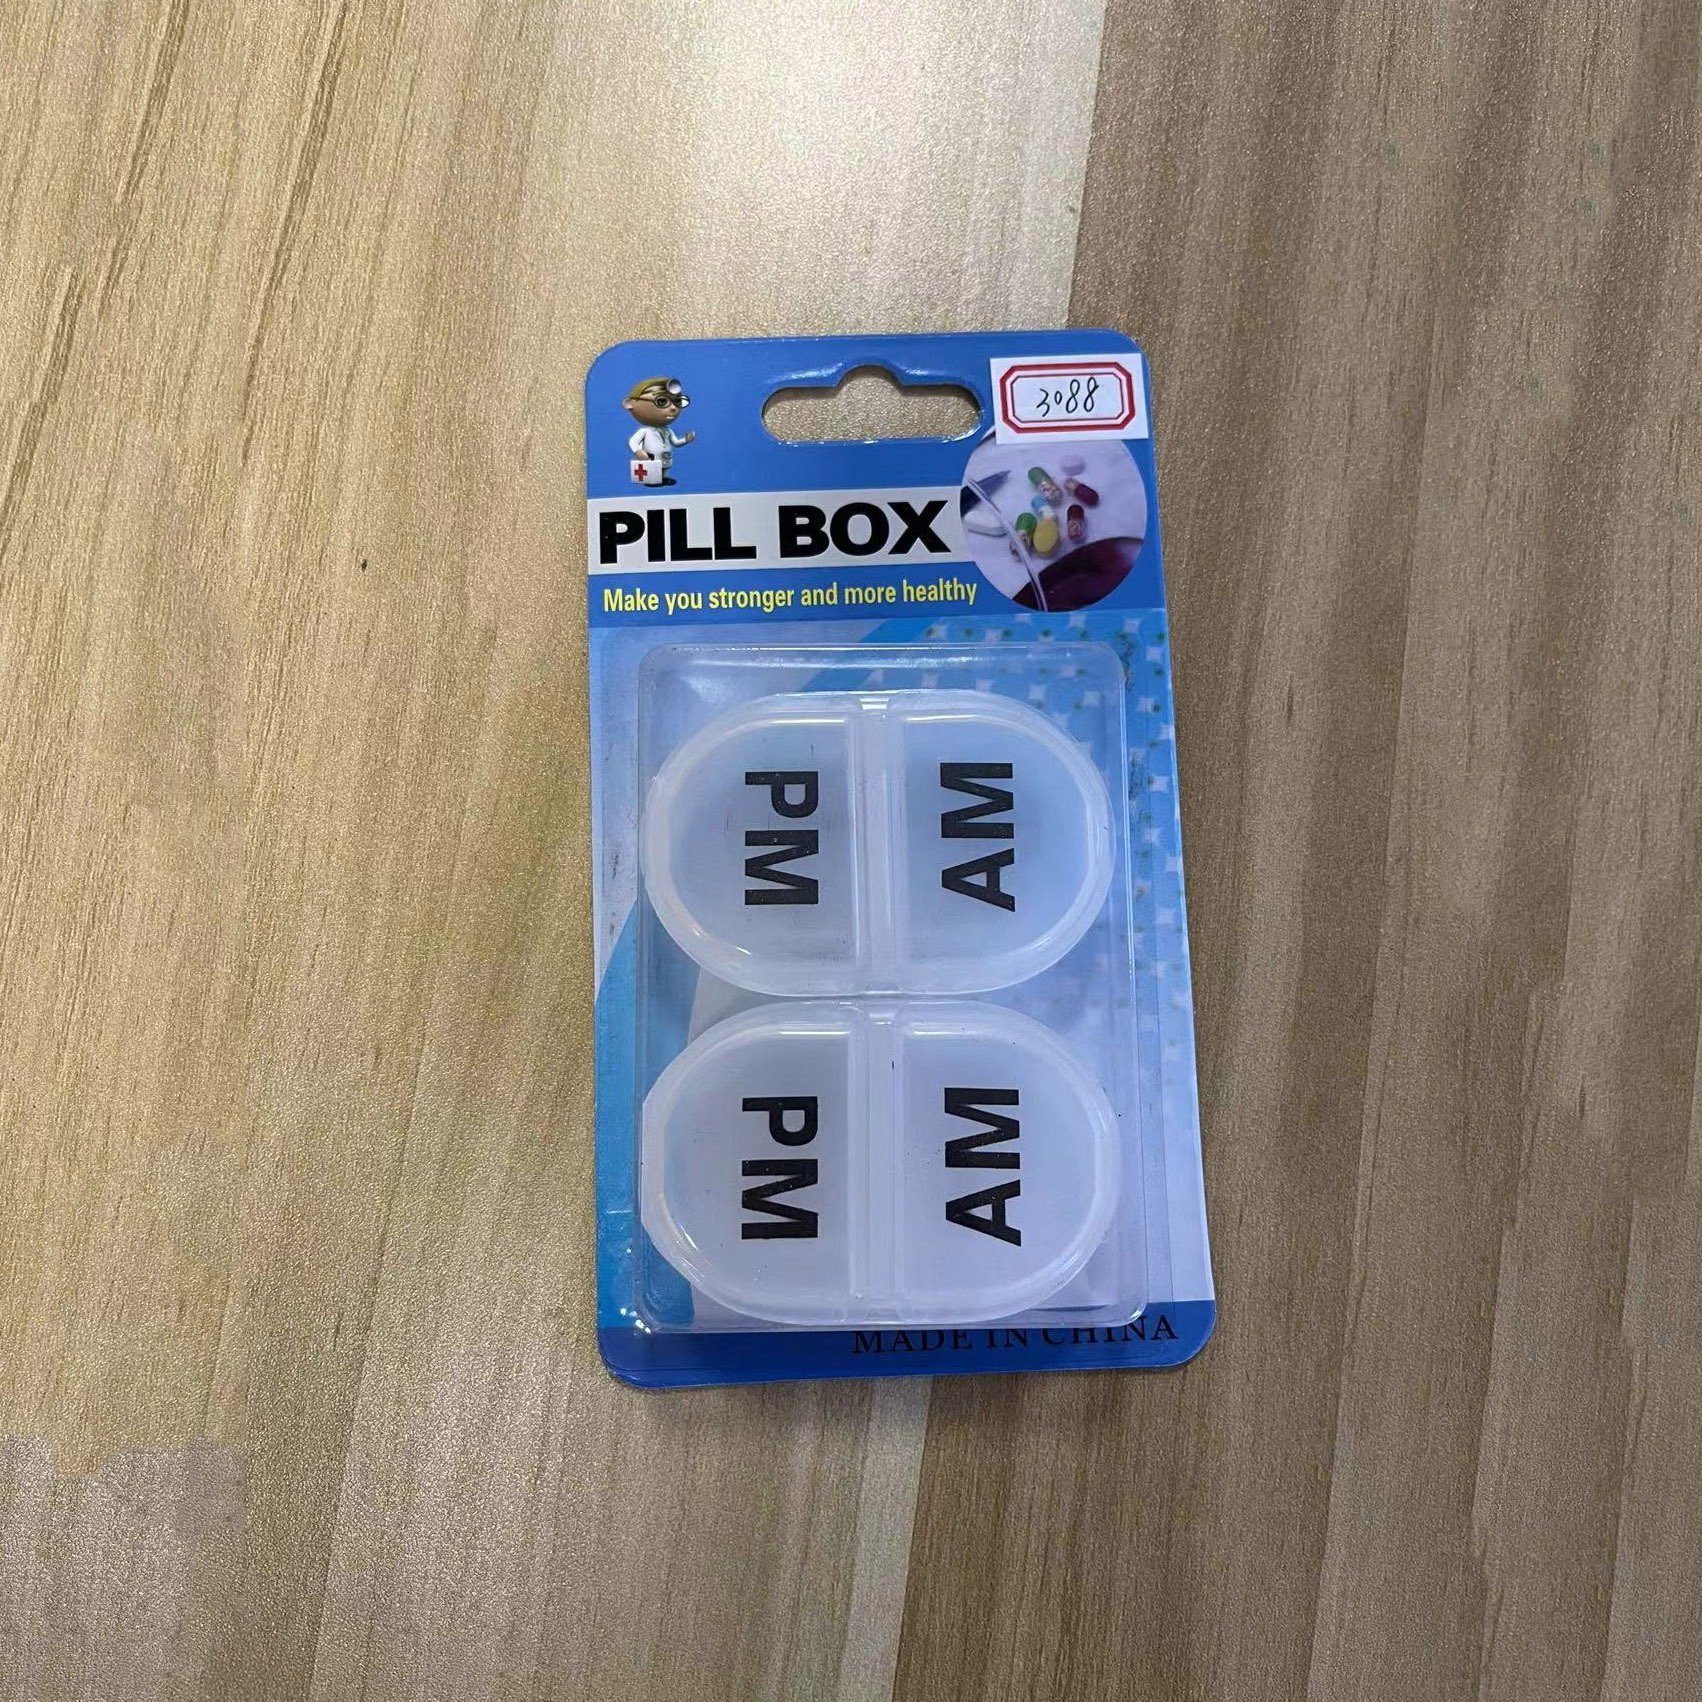 3088
PILL BOX
Make you stronger and more healthy
PM
AM
PM
AM
MADE IN CHINA